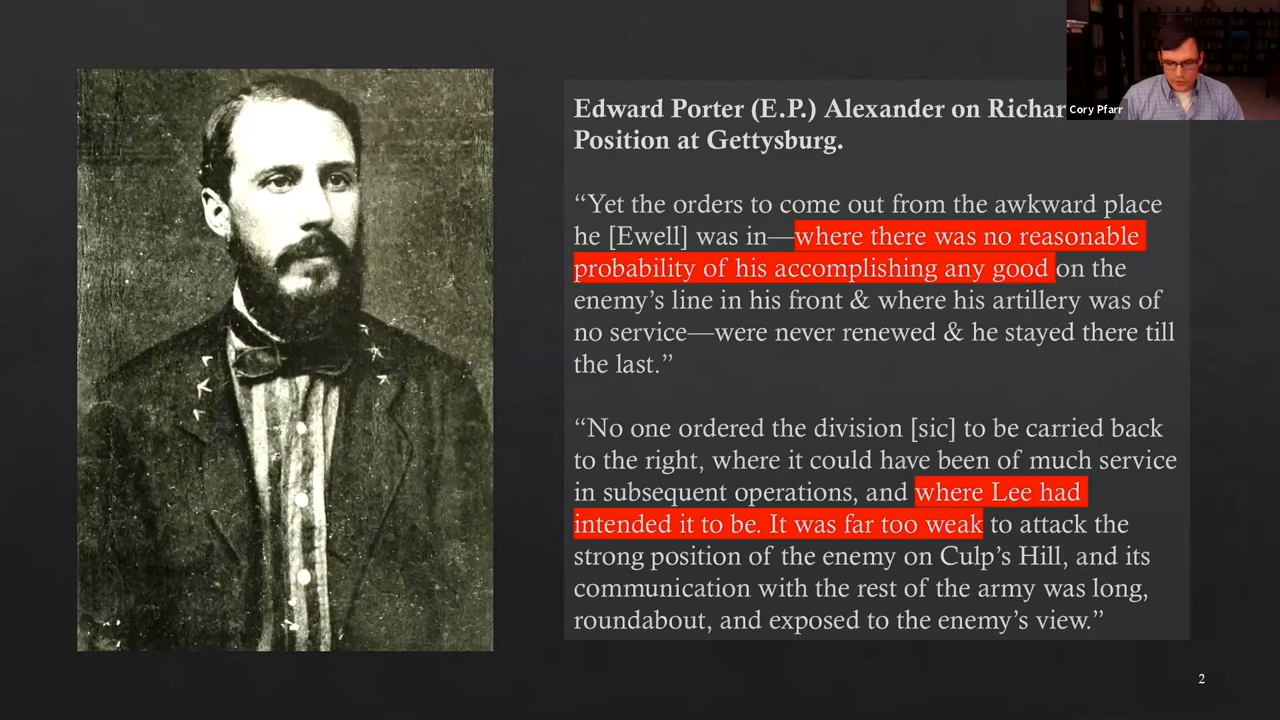 Cory Pfarr
Edward Porter (E.P.) Alexander on Richar
Position at Gettysburg.
“Yet the orders to come out from the awkward place
he [Ewell] was in—where there was no reasonable
probability of his accomplishing any good on the
enemy’s line in his front & where his artillery was of
no service—were never renewed & he stayed there till
the last.”
“No one ordered the division [sic] to be carried back
to the right, where it could have been of much service
in subsequent operations, and where Lee had
intended it to be. It was far too weak to attack the
strong position of the enemy on Culp’s Hill, and its
communication with the rest of the army was long,
roundabout, and exposed to the enemy’s view.”
2